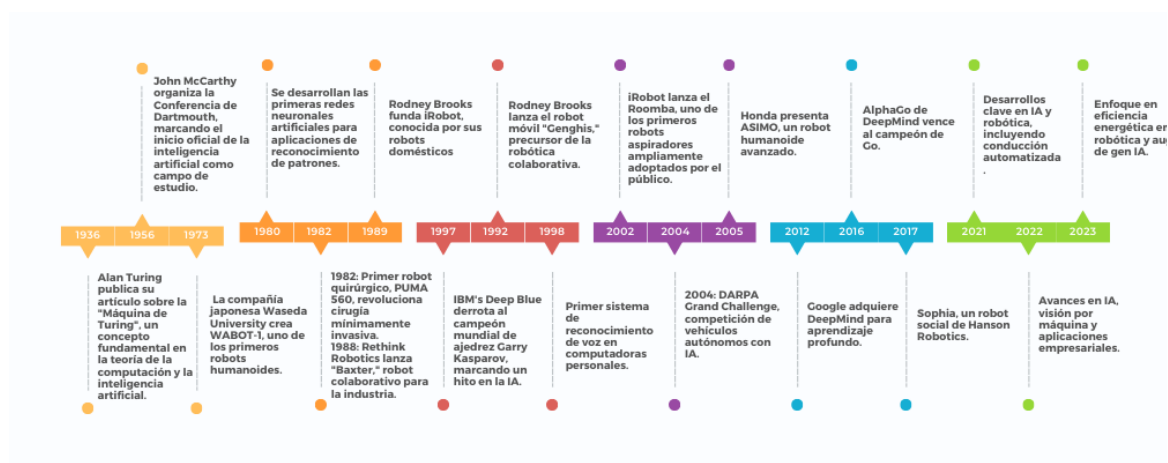 John McCarthy
organiza la
Conferencia de
Dartmouth,
marcando el
inicio oficial de la
inteligencia
artificial como
campo de
estudio.
Se desarrollan las
primeras redes
neuronales
artificiales para
aplicaciones de
reconocimiento
de patrones.
Rodney Brooks
funda iRobot,
conocida por sus
robots
domésticos
Rodney Brooks
lanza el robot
móvil "Genghis,"
precursor de la
robótica
colaborativa.
iRobot lanza el
Roomba, uno de
los primeros
robots
aspiradores
ampliamente
adoptados por el
público.
Honda presenta
ASIMO, un robot
humanoide
avanzado.
AlphaGo de
DeepMind vence
al campeón de
Go.
Desarrollos
clave en IA y
robótica,
incluyendo
conducción
automatizada
.
Enfoque en
eficiencia
energética en
robótica y aug
de gen IA.
1936 1956 1973 1980 1982 1989 1997 1992 1998 2002 2004 2005 2012 2016 2017 2021 2022 2023
Alan Turing
publica su
artículo sobre la
"Máquina de
Turing", un
concepto
fundamental en
la teoría de la
computación y la
inteligencia
artificial.
La compañía
japonesa Waseda
University crea
WABOT-1, uno de
los primeros
robots
humanoides.
1982: Primer robot
quirúrgico, PUMA
560, revoluciona
cirugía
mínimamente
invasiva.
1988: Rethink
Robotics lanza
"Baxter," robot
colaborativo para
la industria.
IBM's Deep Blue
derrota al
campeón
mundial de
ajedrez Garry
Kasparov,
marcando un
hito en la IA.
Primer sistema
de
reconocimiento
de voz en
computadoras
personales.
2004: DARPA
Grand Challenge,
competición de
vehículos
autónomos con
IA.
Google adquiere
DeepMind para
aprendizaje
profundo.
Sophia, un robot
social de Hanson
Robotics.
Avances en IA,
visión por
máquina y
aplicaciones
empresariales.